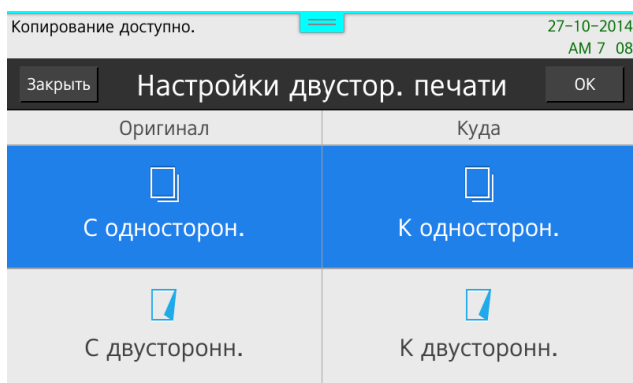 Копирование доступно.
27-10-2014
AM 7 08
Закрыть
Настройки двустор. печати
OK
Оригинал
Куда
С односторон.
К односторон.
С двусторонн.
К двусторонн.